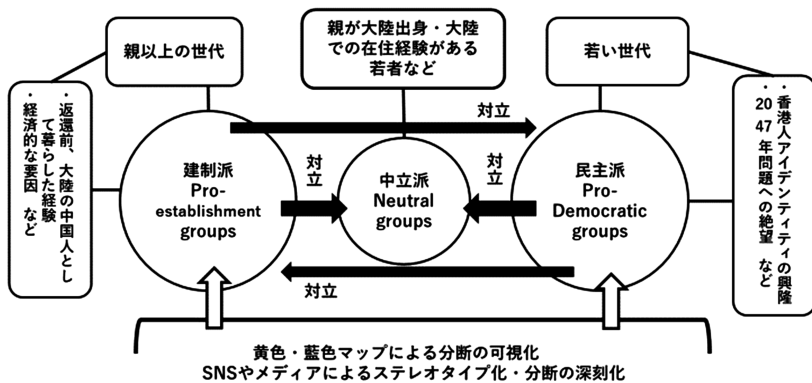 親以上の世代
親が大陸出身・大陸
での在住経験がある
若者など
若い世代
・返還前、大陸の中国人とし
て暮らした経験
・経済的な要因 など
対立
建制派
Pro-
establishment
groups
対立
中立派
Neutral
groups
対立
民主派
Pro-
Democratic
groups
・香港人アイデンティティの興隆
・2047年問題への絶望 など
対立
黄色・藍色マップによる分断の可視化
SNSやメディアによるステレオタイプ化・分断の深刻化